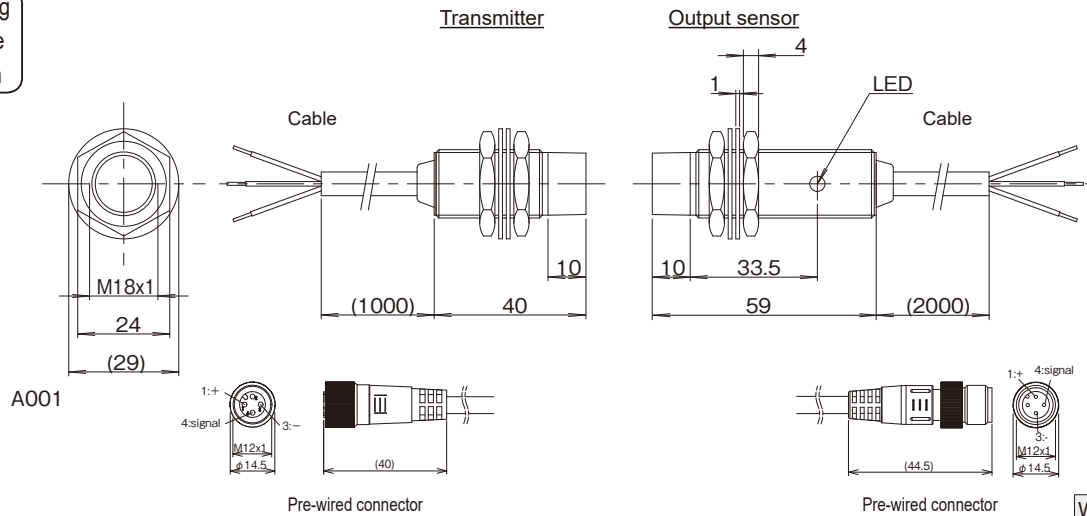 g
e
Transmitter
Output sensor
4
1
LED
Cable
Cable
M18x1
24
(29)
10
(1000)
40
10
33.5
59
(2000)
A001
1:+
4:signal
3:−
M12x1
φ14.5
(40)
Pre-wired connector
(44.5)
1:+
4:signal
3:-
M12x1
φ14.5
Pre-wired connector